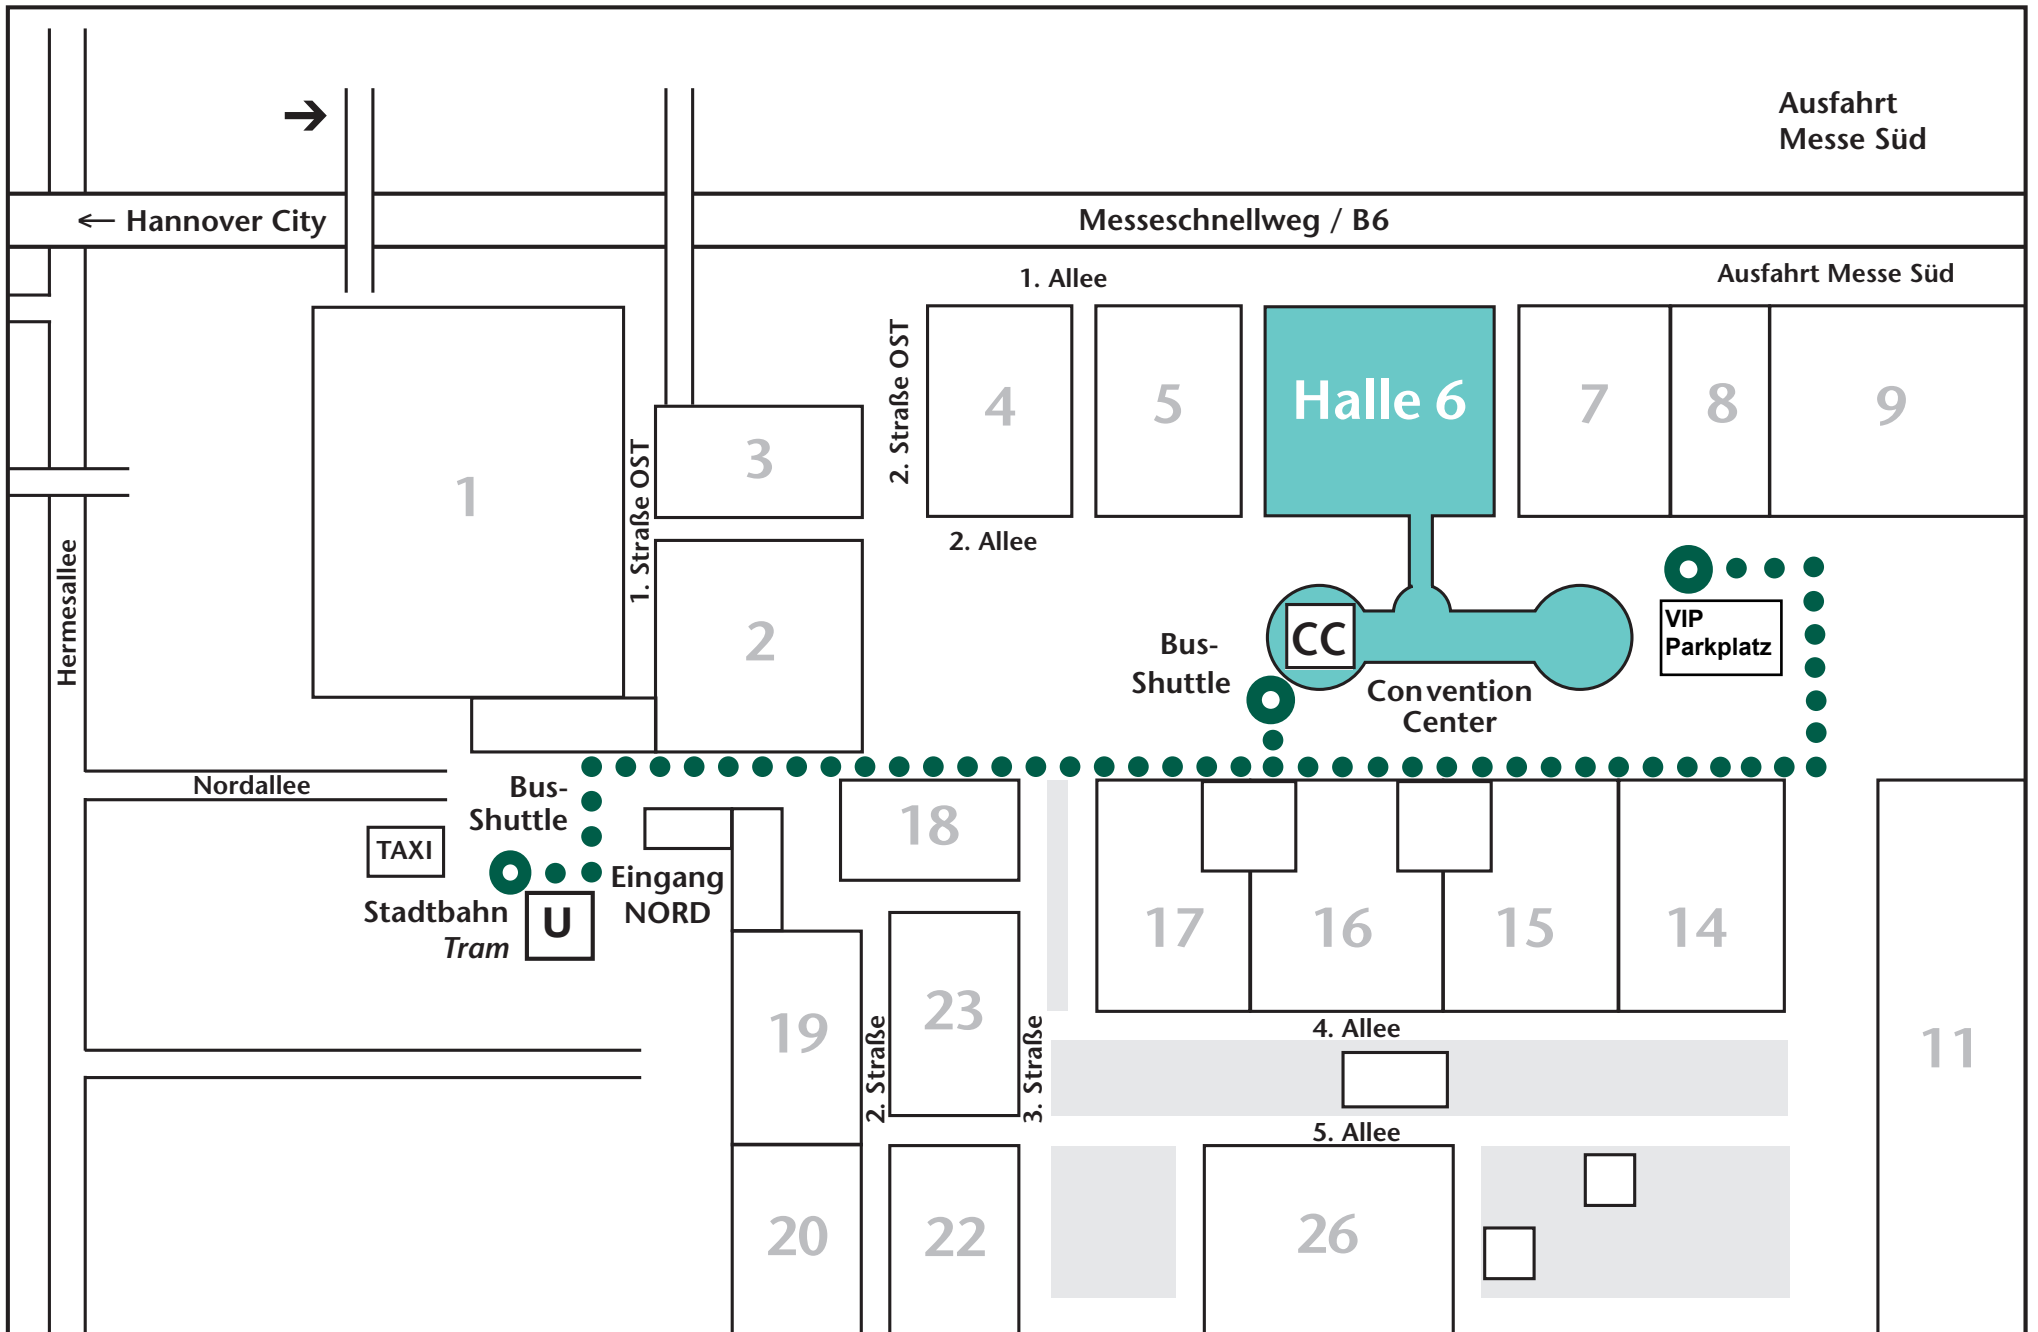 Ausfahrt
Messe Süd
← Hannover City
Messeschnellweg / B6
1. Allee
Ausfahrt Messe Süd
2. Straße OST
4
5
Halle 6
7
8
9
1
1. Straße OST
3
2. Allee
Hermesallee
2
Bus-
Shuttle
CC
Convention
Center
VIP
Parkplatz
Nordallee
Bus-
Shuttle
TAXI
Stadtbahn
Tram
U
Eingang
NORD
18
17
16
15
14
19
2. Straße
23
3. Straße
4. Allee
11
5. Allee
20
22
26